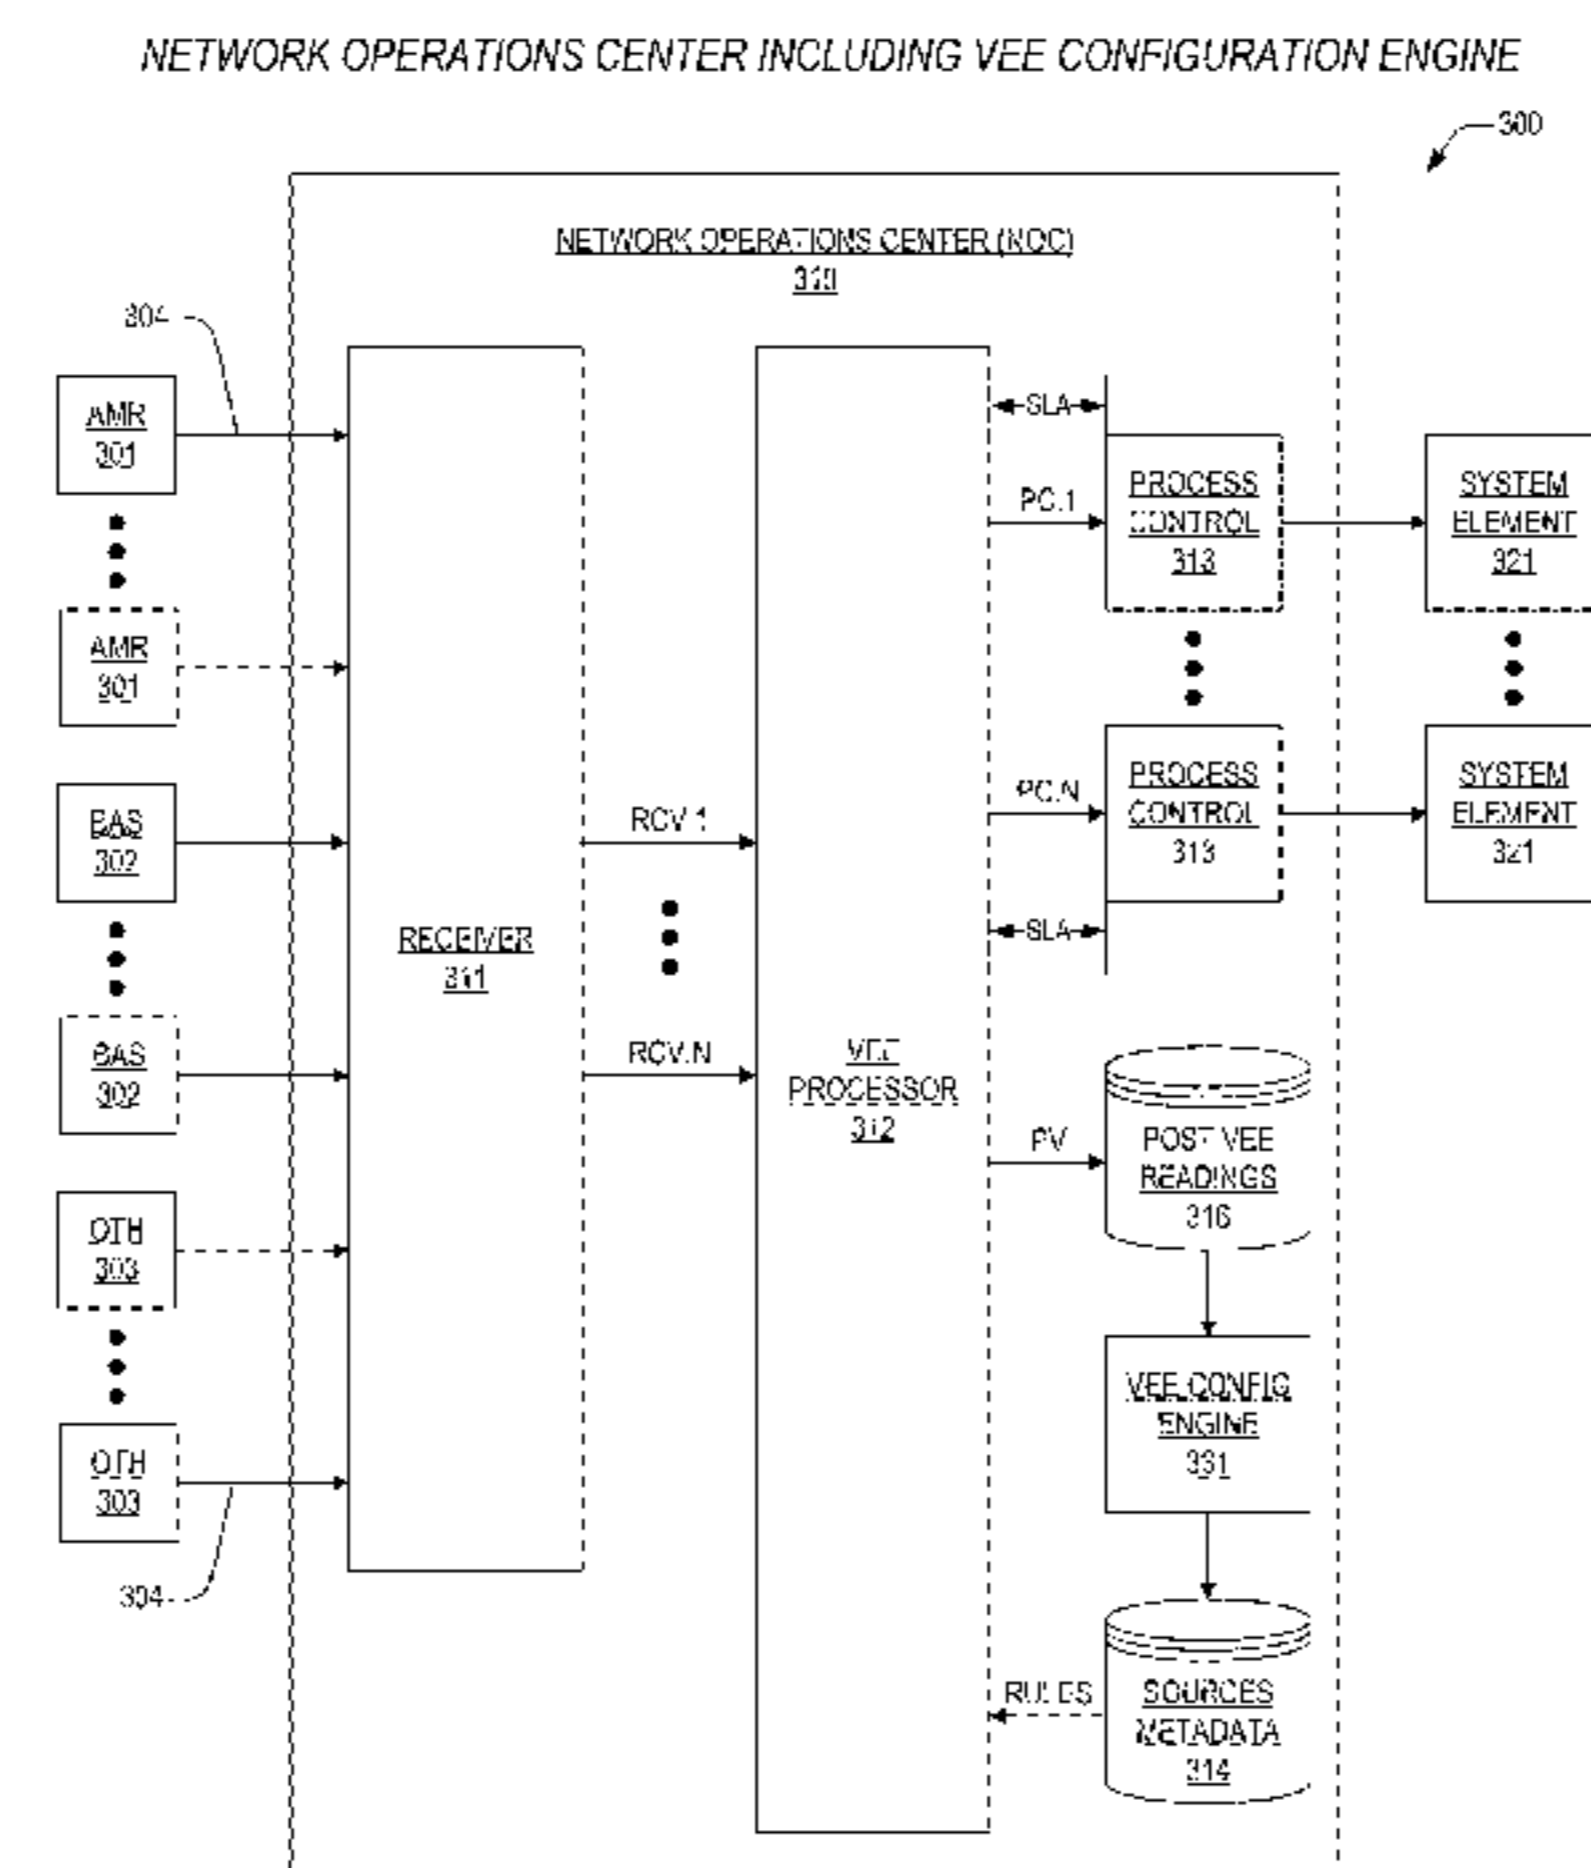 NETWORK OPERATIONS CENTER INCLUDING VEE CONFIGURATION ENGINE
300
NETWORK OPERATIONS CENTER (NOC)
304
AMR
301
AMR
301
BAS
302
BAS
302
OTH
303
OTH
303
304
RECEIVER
311
RCV.1
RCV.N
VEE
PROCESSOR
312
SLA
PC.1
PROCESS
CONTROL
313
SYSTEM
ELEMENT
321
PC.N
PROCESS
CONTROL
313
SYSTEM
ELEMENT
321
SLA
PV
POST VEE
READINGS
316
VEE CONFIG
ENGINE
331
RULES
SOURCES
METADATA
314